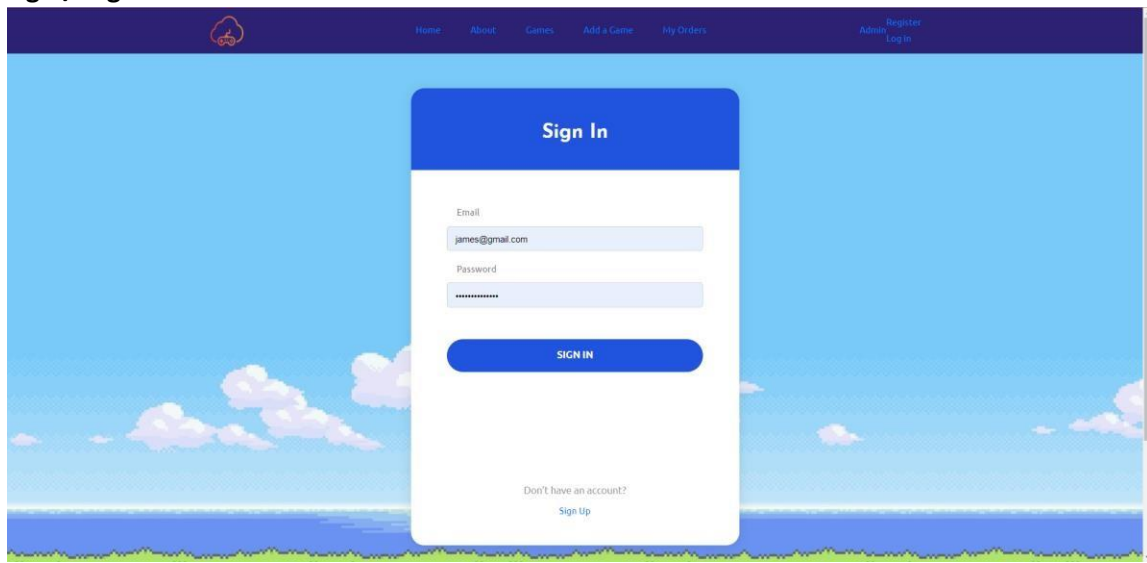 Home About Games Add a Game My Orders Admin Register
Log in
Sign In
Email
james@gmail.com
Password
••••••••••••••
SIGN IN
Don't have an account?
Sign Up